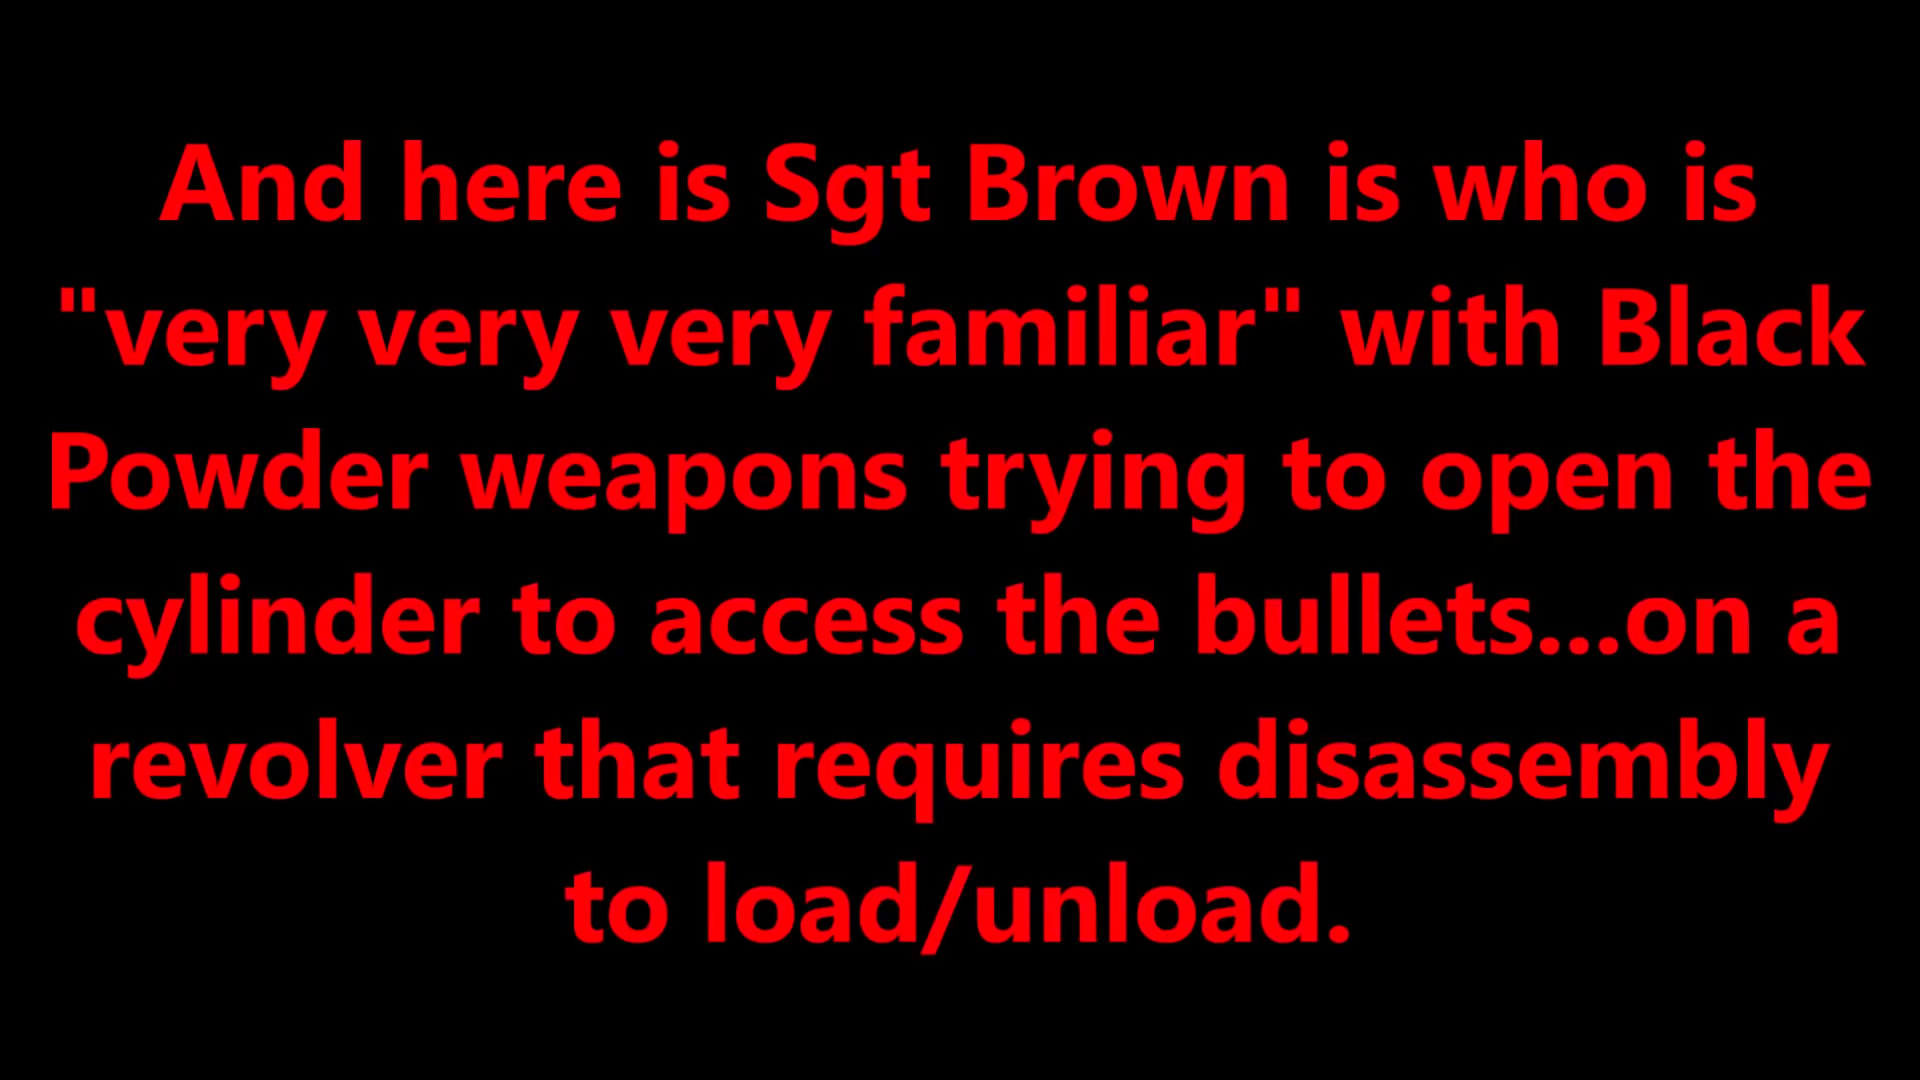 And here is Sgt Brown is who is
"very very very familiar" with Black
Powder weapons trying to open the
cylinder to access the bullets...on a
revolver that requires disassembly
to load/unload.